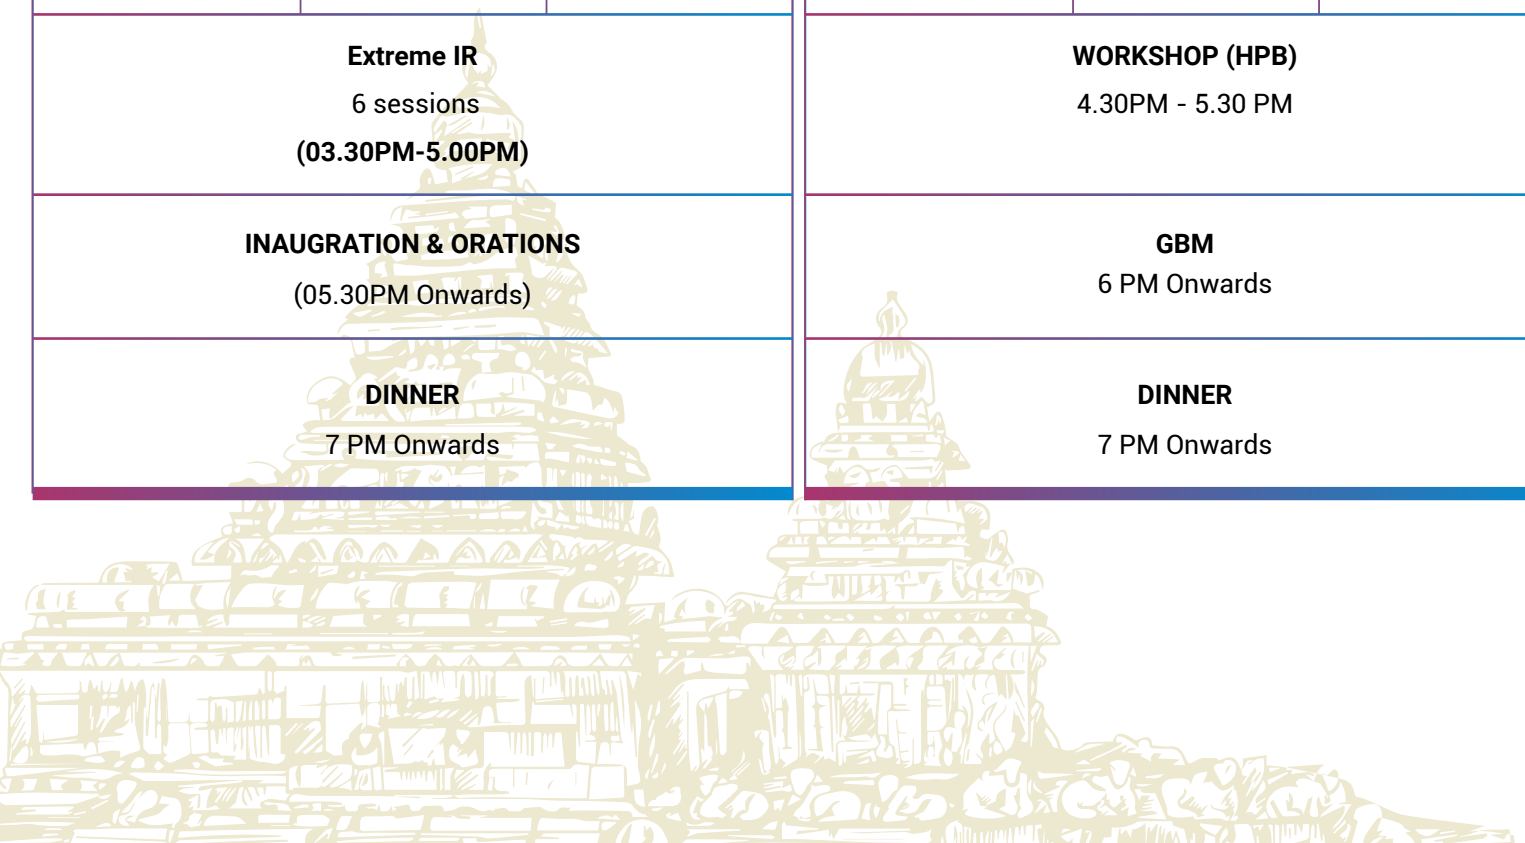 Extreme IR
6 sessions
(03.30PM-5.00PM)
INAUGRATION & ORATIONS
(05.30PM Onwards)
DINNER
7 PM Onwards
WORKSHOP (HPB)
4.30PM - 5.30 PM
GBM
6 PM Onwards
DINNER
7 PM Onwards